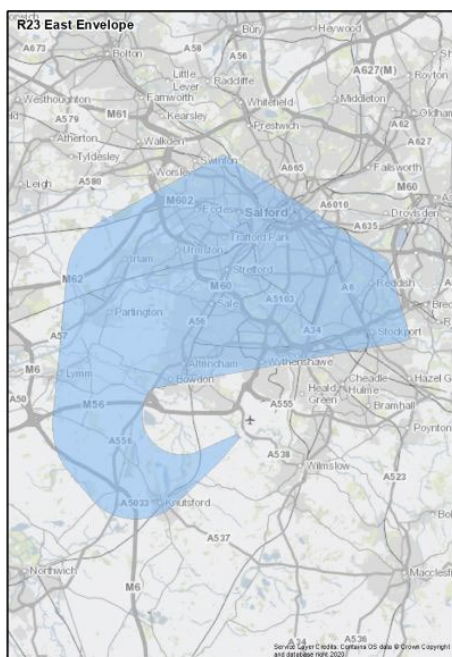 R23 East Envelope
Bury
Heywood
A673
A58
A56
Bolton
A627(M)
Royton
Little
Lever
Radcliffe
Westhoughton
Farnworth
Whitefield
Middleton
Oldham
A579
M61
Kearsley
A62
Atherton
Walkden
Prestwich
A627
Tyldesley
Swinton
Leigh
A580
Worsley
A665
Failsworth
M60
M602
Eccles
Salford
A6010
Droylsden
Trafford Park
A635
Urmston
M62
Irlam
Stretford
M60
Reddish
Sale
A5103
A6
Partington
A56
A34
A57
Stockport
M6
Altrincham
Wythenshawe
Lymm
Bowdon
Cheadle
Hulme
Hazel G
A50
M56
A555
Heald
Green
Bramhall
A556
Poynton
A538
Wilmslow
A523
A5033
Knutsford
A537
Northwich
M6
Macclesf
A34
A536
Service Layer Credits: Contains OS data © Crown Copyright
and database right 2020